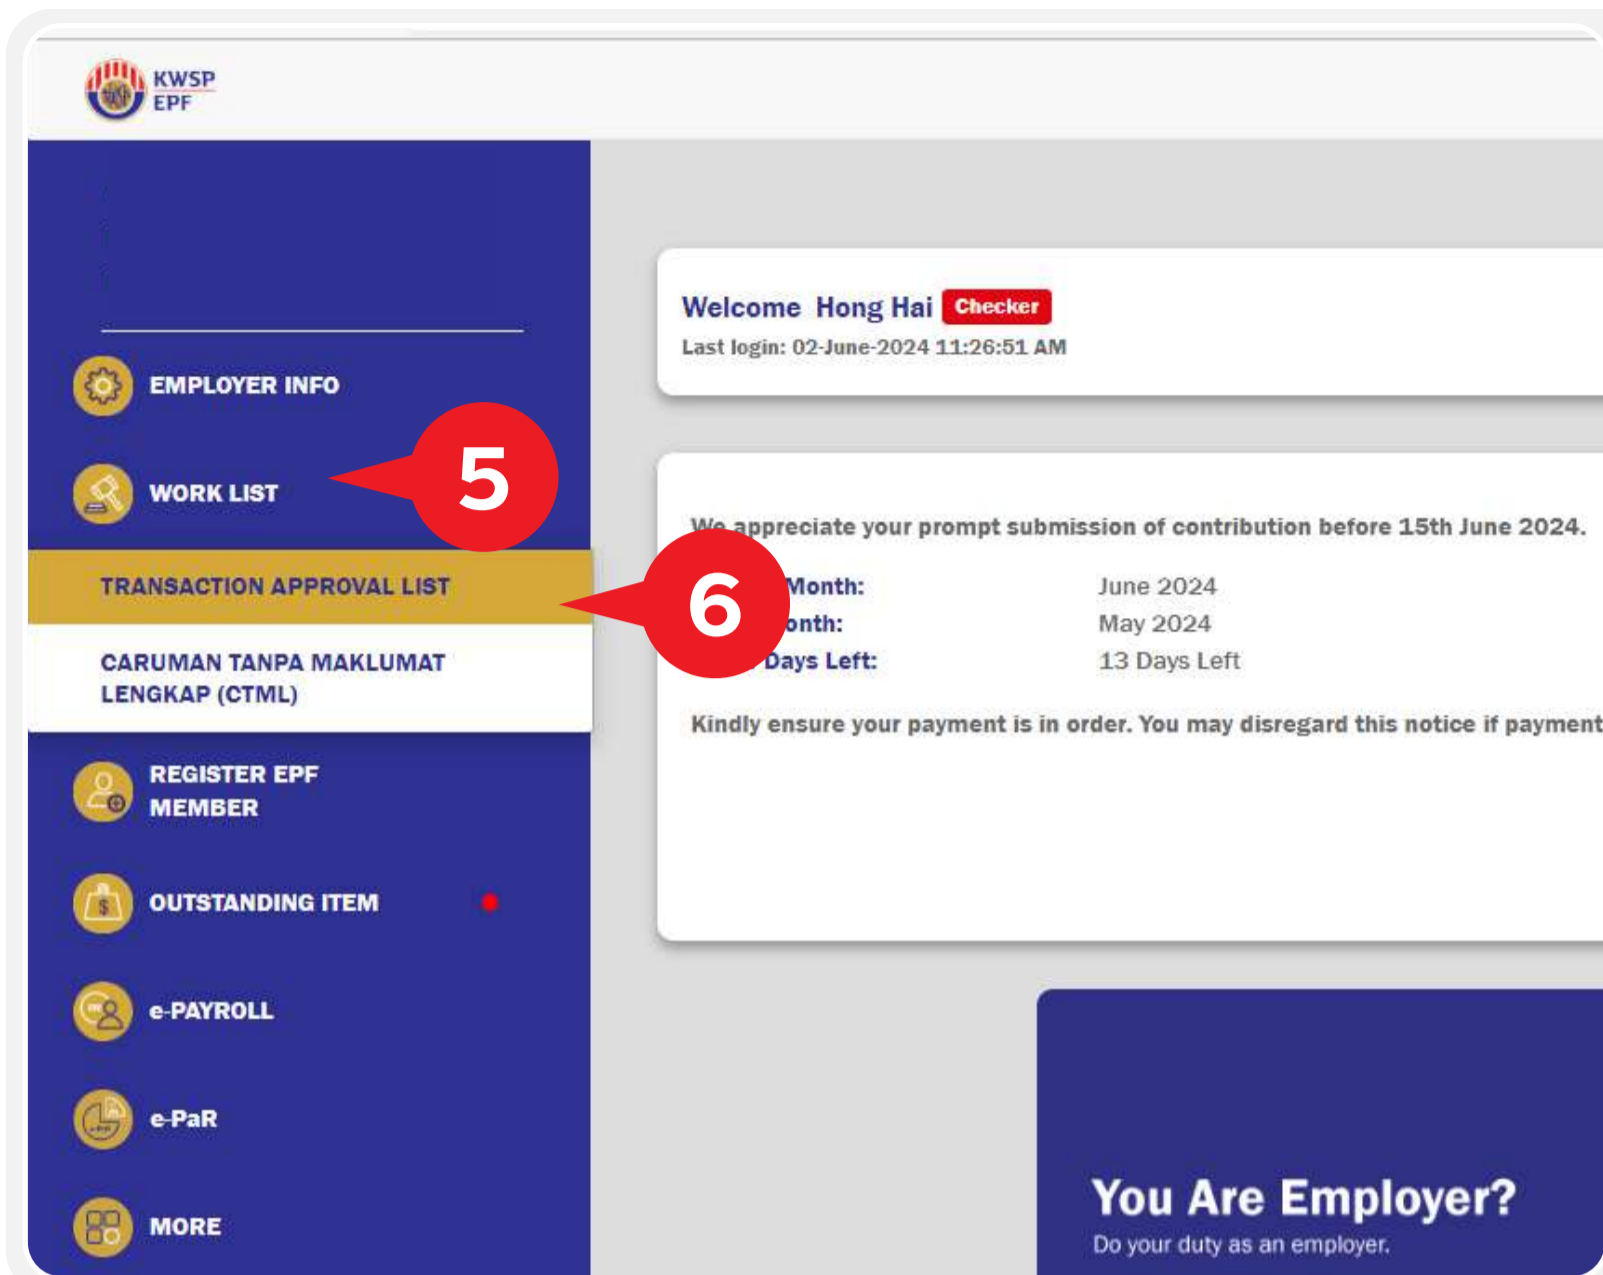 KWSP
EPF
EMPLOYER INFO
WORK LIST
5
TRANSACTION APPROVAL LIST
6
CARUMAN TANPA MAKLUMAT
LENGKAP (CTML)
REGISTER EPF
MEMBER
OUTSTANDING ITEM
e-PAYROLL
e-PaR
MORE
Welcome Hong Hai Checker
Last login: 02-June-2024 11:26:51 AM
We appreciate your prompt submission of contribution before 15th June 2024.
Month: June 2024
onth: May 2024
Days Left: 13 Days Left
Kindly ensure your payment is in order. You may disregard this notice if payment
You Are Employer?
Do your duty as an employer.